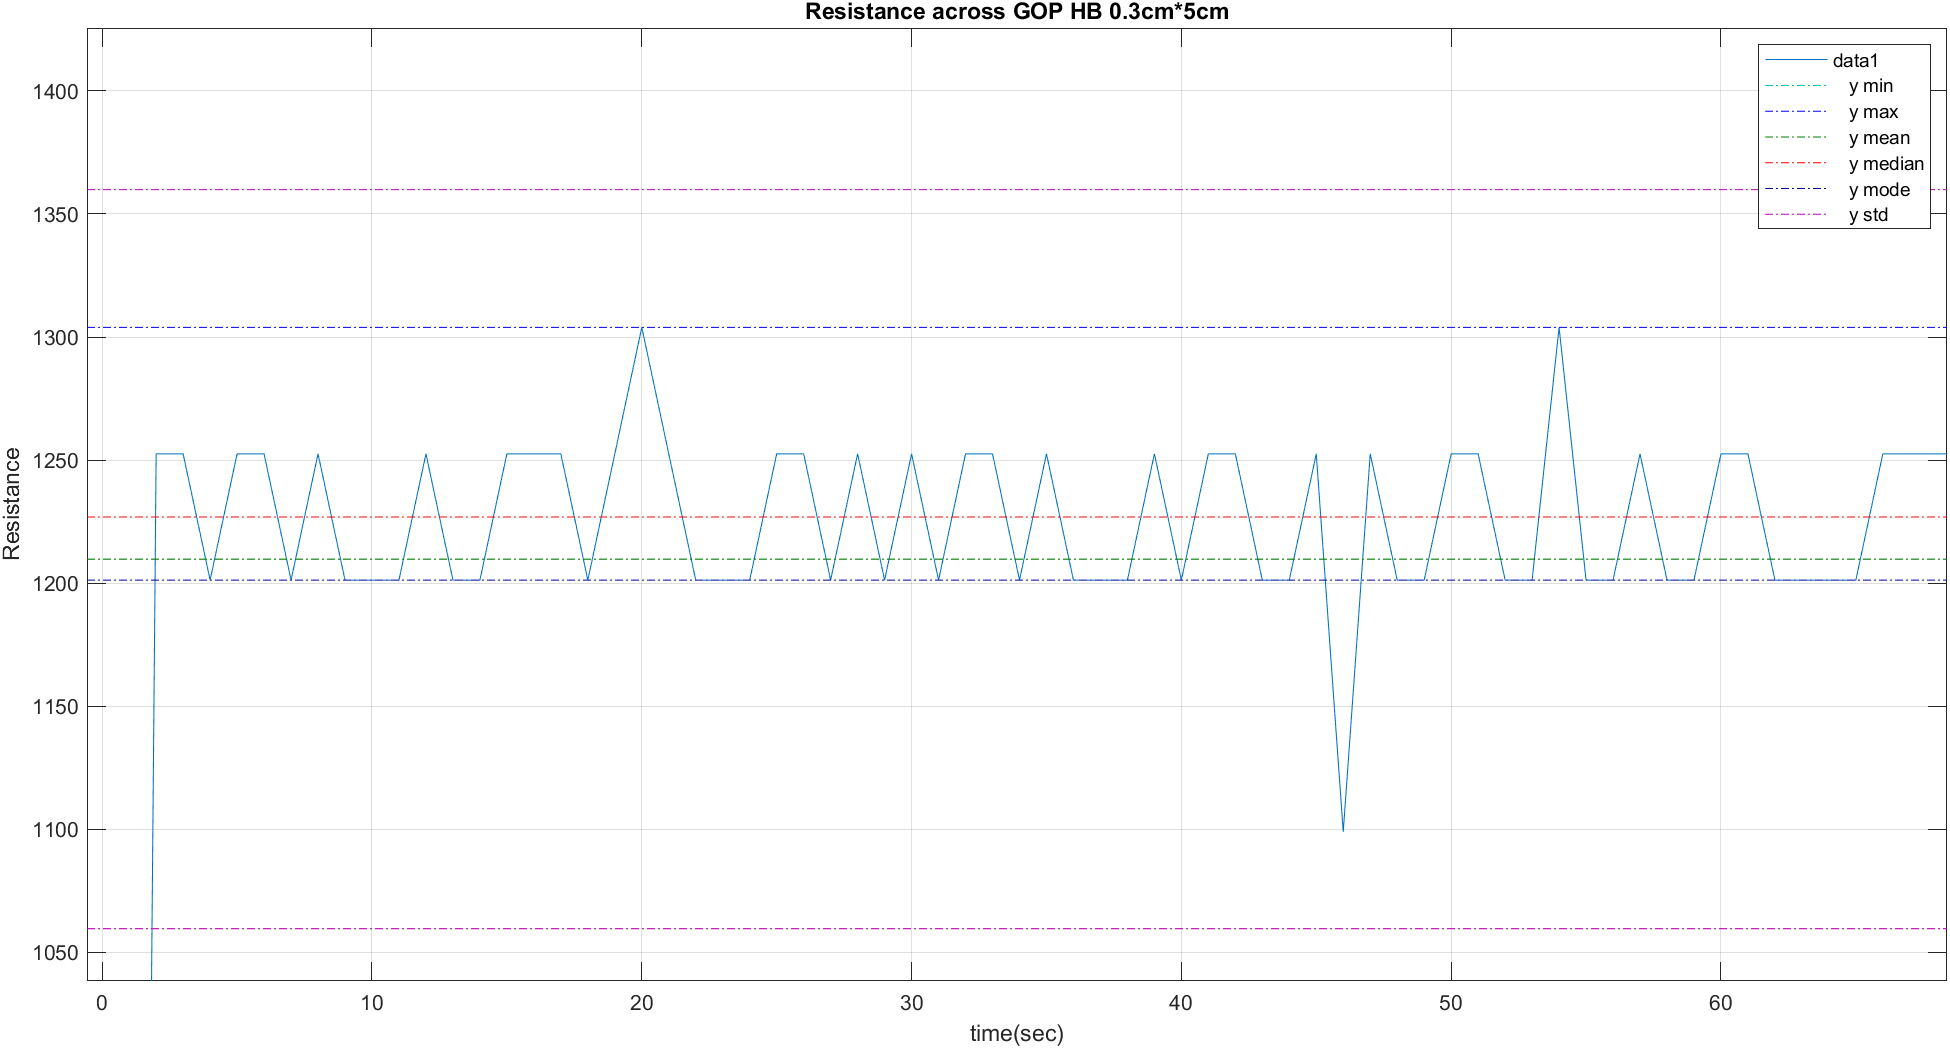 Resistance across GOP HB 0.3cm*5cm
data1
y min
y max
y mean
y median
y mode
y std
1400
1350
1300
1250
1200
1150
1100
1050
Resistance
0 10 20 30 40 50 60
time(sec)